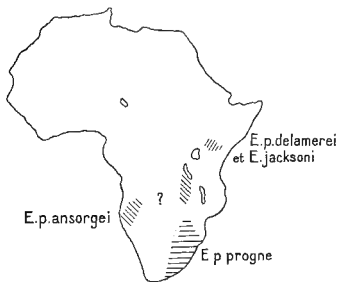 E.p.delamerei
et E.jacksoni
?
E.p.ansorgei
E p progne